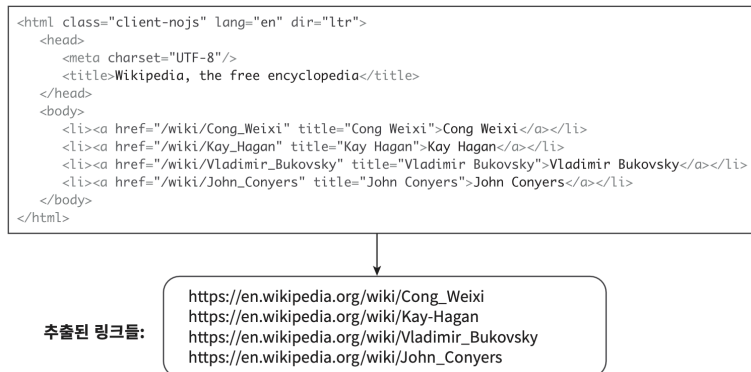 <html class="client-nojs" lang="en" dir="ltr">
<head>
<meta charset="UTF-8"/>
<title>Wikipedia, the free encyclopedia</title>
</head>
<body>
<li><a href="/wiki/Cong_Weixi" title="Cong Weixi">Cong Weixi</a></li>
<li><a href="/wiki/Kay_Hagan" title="Kay Hagan">Kay Hagan</a></li>
<li><a href="/wiki/Vladimir_Bukovsky" title="Vladimir Bukovsky">Vladimir Bukovsky</a></li>
<li><a href="/wiki/John_Conyers" title="John Conyers">John Conyers</a></li>
</body>
</html>
추출된 링크들:
https://en.wikipedia.org/wiki/Cong_Weixi
https://en.wikipedia.org/wiki/Kay-Hagan
https://en.wikipedia.org/wiki/Vladimir_Bukovsky
https://en.wikipedia.org/wiki/John_Conyers